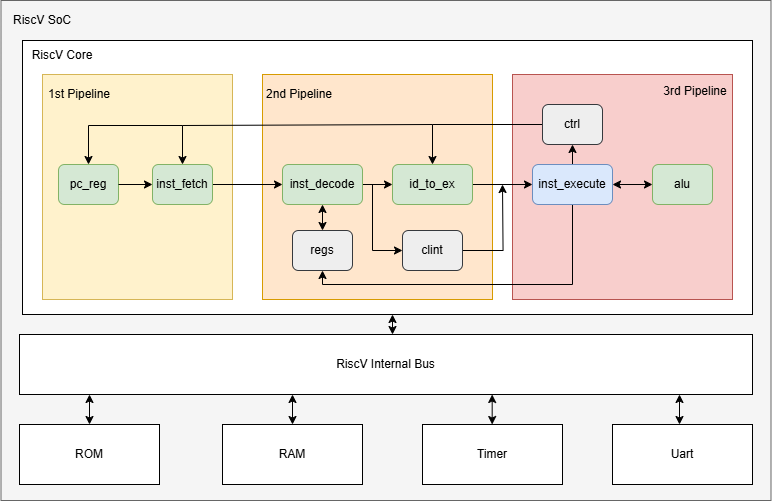 RiscV SoC
RiscV Core
1st Pipeline
2nd Pipeline
3rd Pipeline
ctrl
pc_reg
inst_fetch
inst_decode
id_to_ex
inst_execute
alu
regs
clint
RiscV Internal Bus
ROM
RAM
Timer
Uart